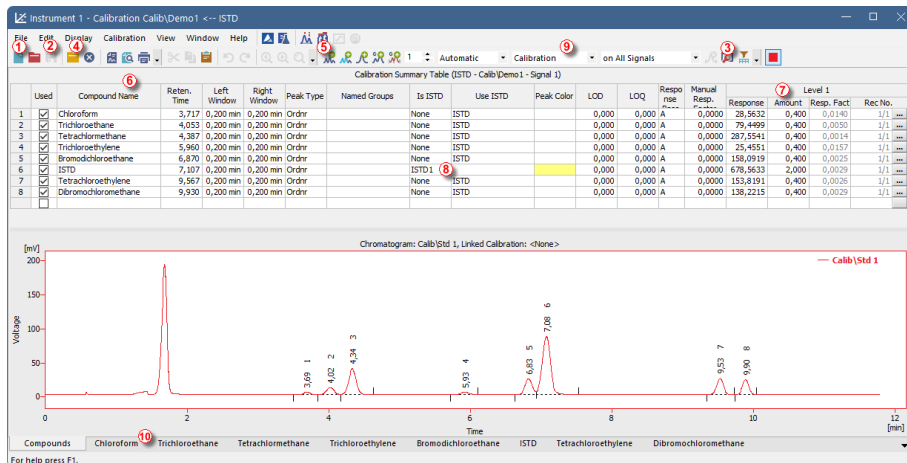 Instrument 1 - Calibration Calib\Demo1 <-- ISTD
File Edit Display Calibration View Window Help
① ② ④ ⑤ ⑨ ③
1 Automatic Calibration on All Signals
Calibration Summary Table (ISTD - Calib\Demo1 - Signal 1)
⑥ ⑦
Used Compound Name Reten. Time Left Window Right Window Peak Type Named Groups Is ISTD Use ISTD Peak Color LOD LOQ Respo nse Manual Resp. Level 1
Response Amount Resp. Fact Rec No.
1 Chloroform 3,717 0,200 min 0,200 min Ordnr None ISTD 0,000 0,000 A 0,0000 28,5632 0,400 0,0140 1/1 ...
2 Trichloroethane 4,053 0,200 min 0,200 min Ordnr None ISTD 0,000 0,000 A 0,0000 79,4499 0,400 0,0050 1/1 ...
3 Tetrachlormethane 4,387 0,200 min 0,200 min Ordnr None ISTD 0,000 0,000 A 0,0000 287,5541 0,400 0,0014 1/1 ...
4 Trichloroethylene 5,960 0,200 min 0,200 min Ordnr None ISTD 0,000 0,000 A 0,0000 25,4551 0,400 0,0157 1/1 ...
5 Bromodichloroethane 6,870 0,200 min 0,200 min Ordnr None ISTD 0,000 0,000 A 0,0000 158,0919 0,400 0,0025 1/1 ...
6 ISTD 7,107 0,200 min 0,200 min Ordnr ISTD1 ⑧ 0,000 0,000 A 0,0000 678,5633 2,000 0,0029 1/1 ...
7 Tetrachloroethylene 9,567 0,200 min 0,200 min Ordnr None ISTD 0,000 0,000 A 0,0000 153,8191 0,400 0,0026 1/1 ...
8 Dibromochloromethane 9,930 0,200 min 0,200 min Ordnr None ISTD 0,000 0,000 A 0,0000 138,2215 0,400 0,0029 1/1 ...
Chromatogram: Calib\Std 1, Linked Calibration: <None>
[mV]
Calib\Std 1
200
150
100
50
0
Voltage
3,69 1
4,02 2
4,34 3
5,93 4
6,83 5
7,08 6
9,53 7
9,90 8
0 2 4 6 8 10 12
Time [min]
⑩
Compounds Chloroform Trichloroethane Tetrachlormethane Trichloroethylene Bromodichloroethane ISTD Tetrachloroethylene Dibromochloromethane
For help press F1.